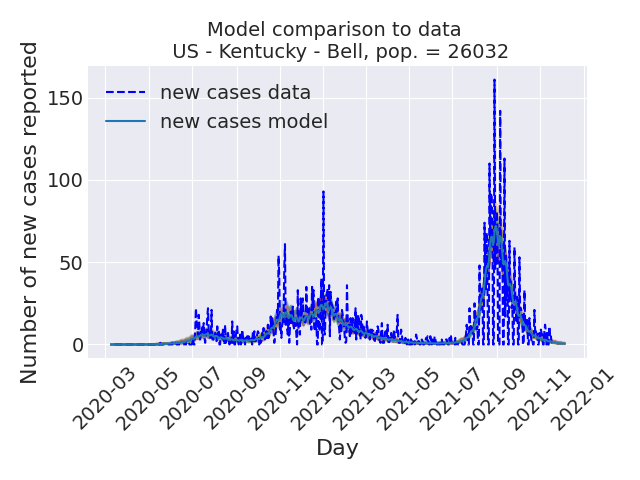 Model comparison to data
US - Kentucky - Bell, pop. = 26032
Number of new cases reported
150
100
50
0
new cases data
new cases model
2020-03
2020-05
2020-07
2020-09
2020-11
2021-01
2021-03
2021-05
2021-07
2021-09
2021-11
2022-01
Day